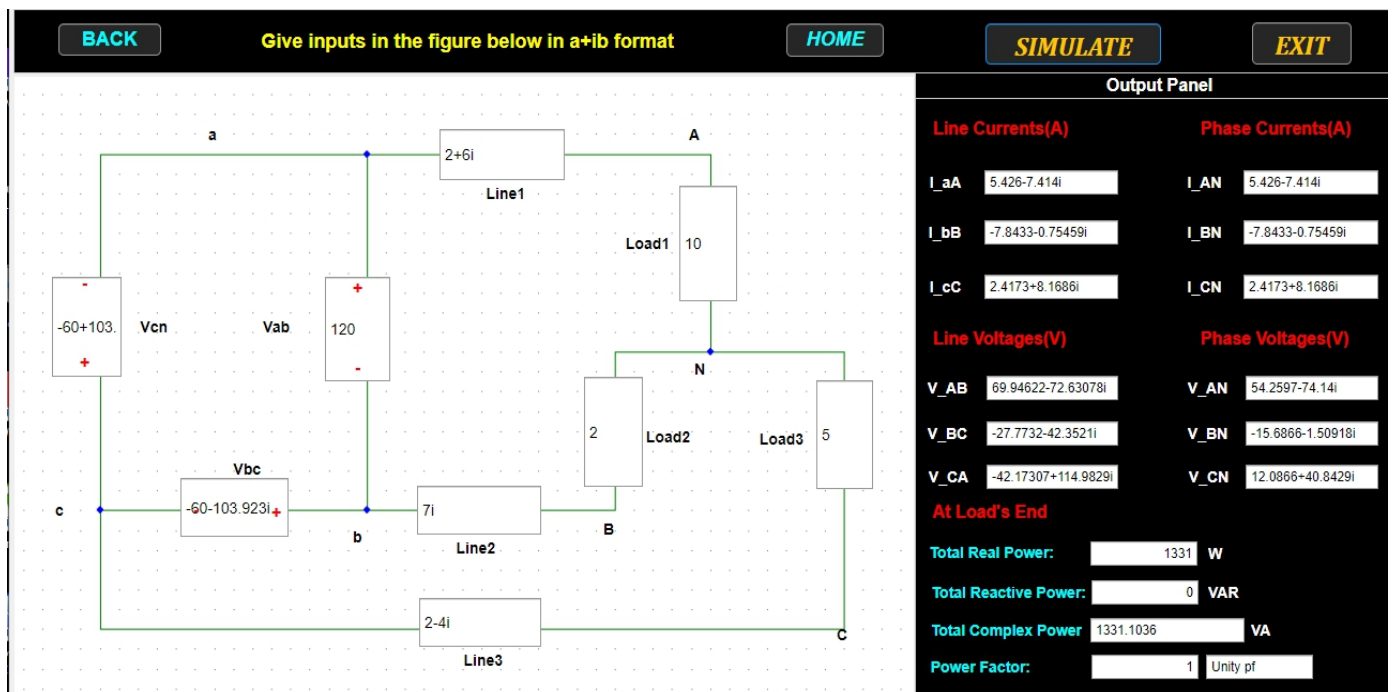 BACK
Give inputs in the figure below in a+ib format
HOME
SIMULATE
EXIT
a
A
2+6i
Line1
Load1
10
-60+103.
-
+
Vcn
Vab
+
120
-
N
2
Load2
Load3
5
Vbc
-60-103.923i
+
c
b
7i
Line2
B
2-4i
Line3
C
Output Panel
Line Currents(A) Phase Currents(A)
I_aA 5.426-7.414i I_AN 5.426-7.414i
I_bB -7.8433-0.75459i I_BN -7.8433-0.75459i
I_cC 2.4173+8.1686i I_CN 2.4173+8.1686i
Line Voltages(V) Phase Voltages(V)
V_AB 69.94622-72.63078i V_AN 54.2597-74.14i
V_BC -27.7732-42.3521i V_BN -15.6866-1.50918i
V_CA -42.17307+114.9829i V_CN 12.0866+40.8429i
At Load's End
Total Real Power: 1331 W
Total Reactive Power: 0 VAR
Total Complex Power 1331.1036 VA
Power Factor: 1 Unity pf